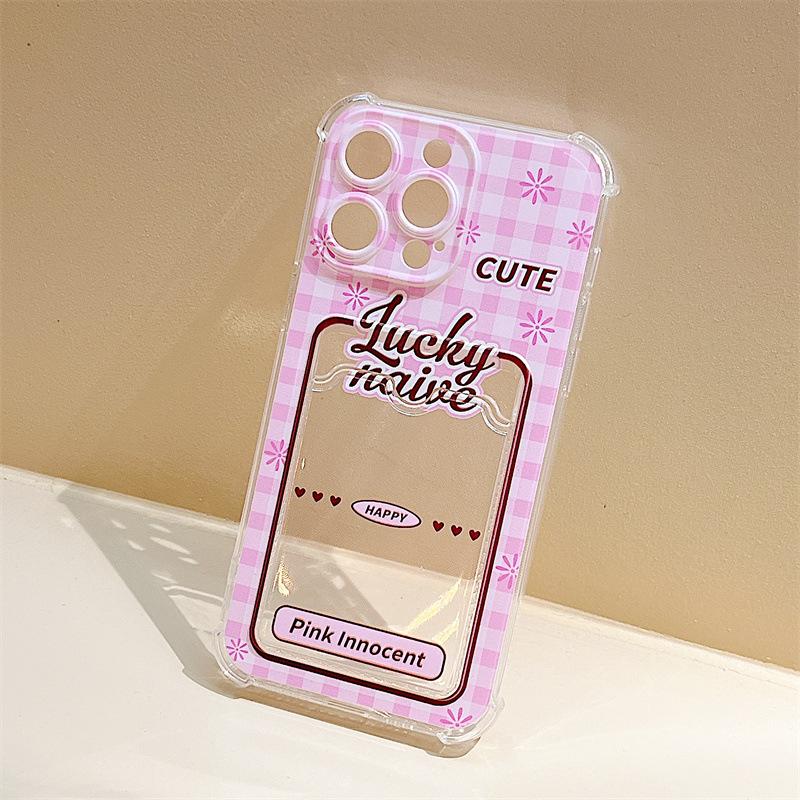 CUTE
Lucky
naive
HAPPY
Pink Innocent